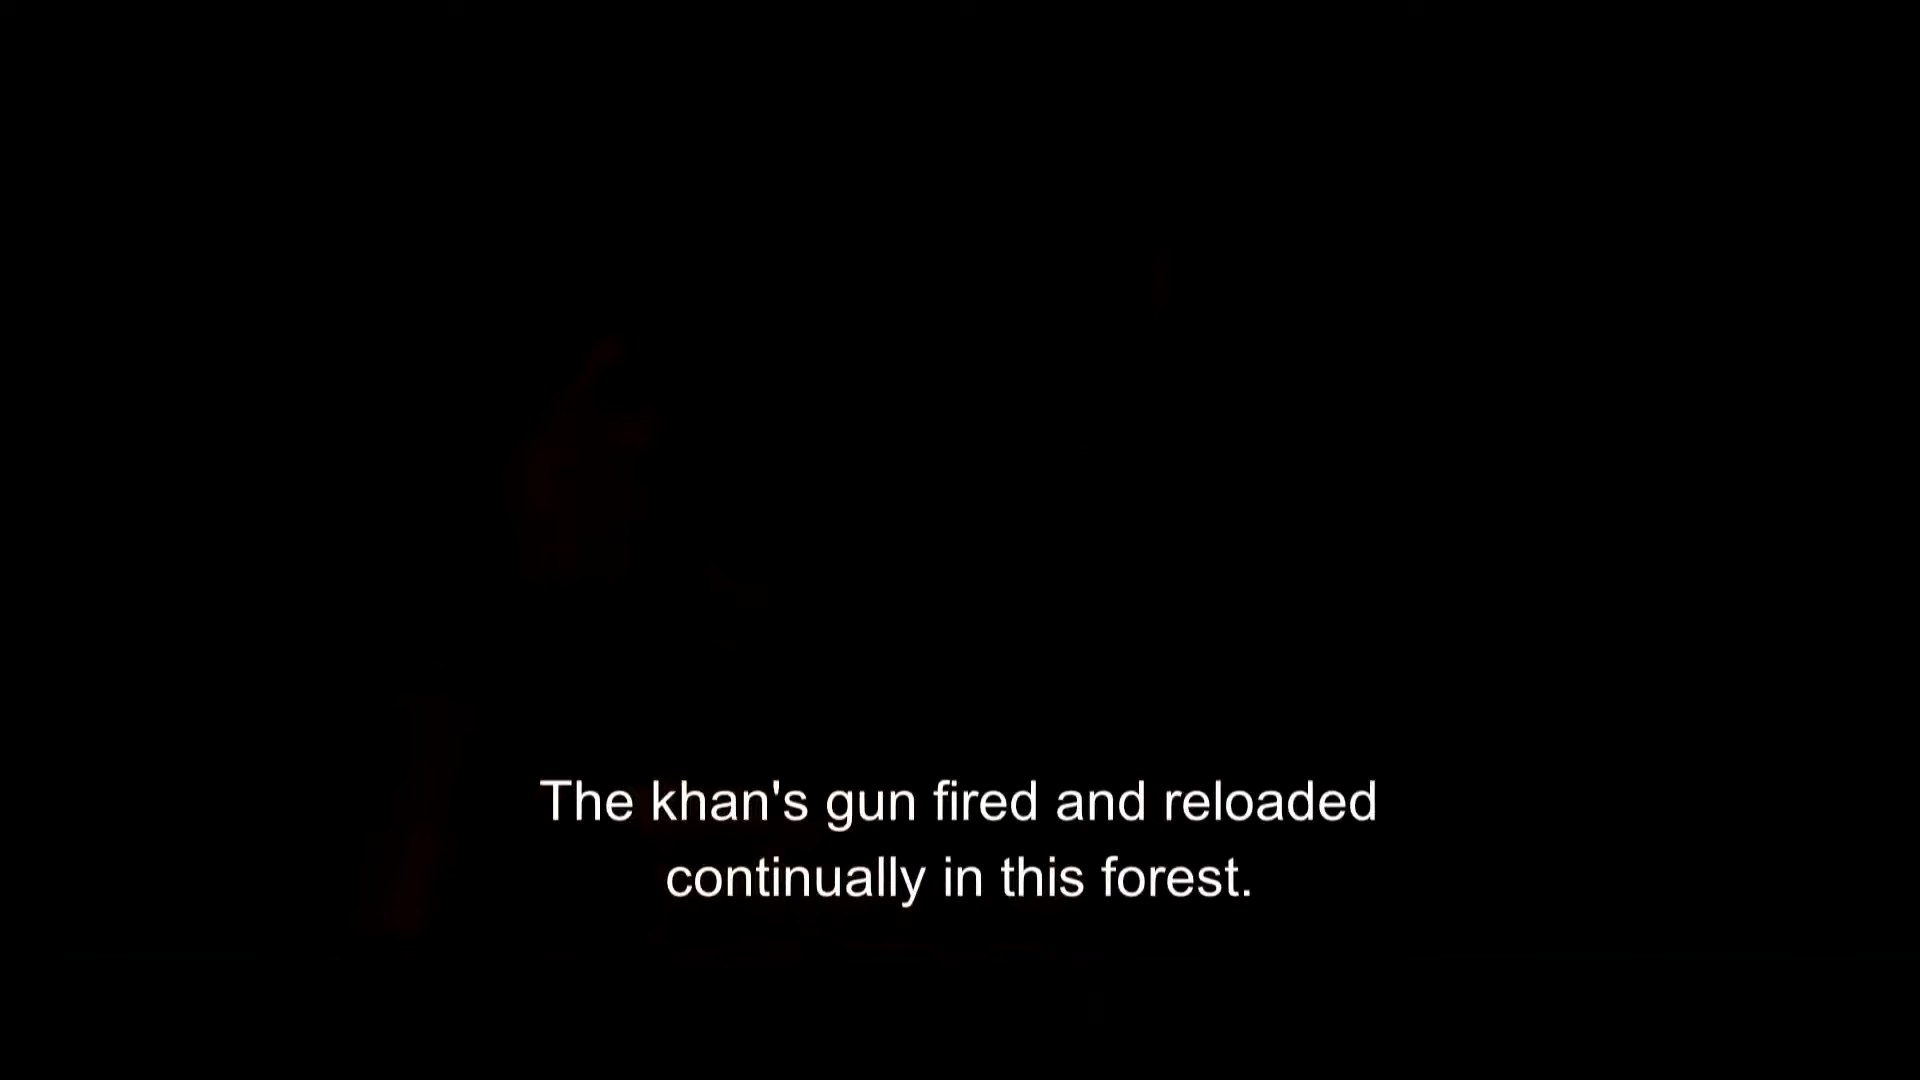 The khan's gun fired and reloaded
continually in this forest.